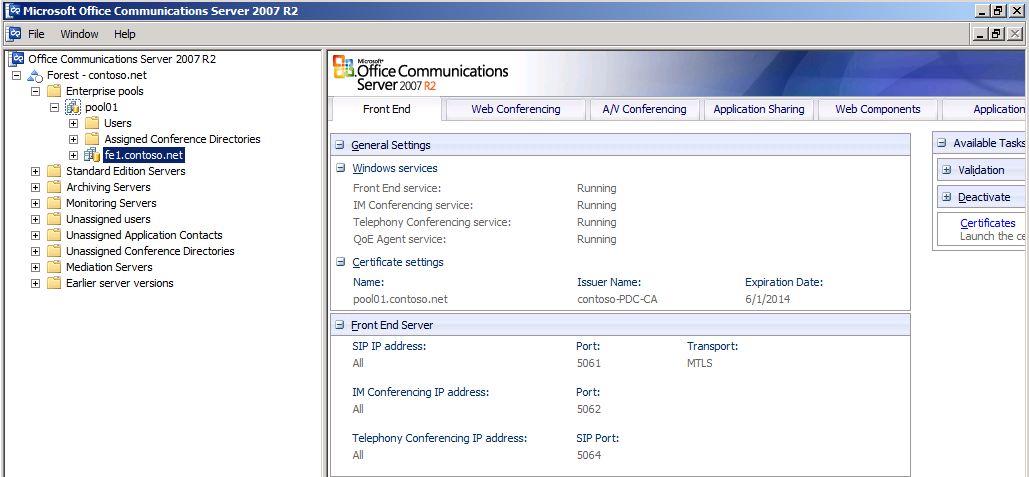 Microsoft Office Communications Server 2007 R2
File Window Help
Office Communications Server 2007 R2
Forest - contoso.net
Enterprise pools
pool01
Users
Assigned Conference Directories
fe1.contoso.net
Standard Edition Servers
Archiving Servers
Monitoring Servers
Unassigned users
Unassigned Application Contacts
Unassigned Conference Directories
Mediation Servers
Earlier server versions
Microsoft
Office Communications
Server 2007 R2
Front End Web Conferencing A/V Conferencing Application Sharing Web Components Application
General Settings
Windows services
Front End service: Running
IM Conferencing service: Running
Telephony Conferencing service: Running
QoE Agent service: Running
Certificate settings
Name: Issuer Name: Expiration Date:
pool01.contoso.net contoso-PDC-CA 6/1/2014
Front End Server
SIP IP address: Port: Transport:
All 5061 MTLS
IM Conferencing IP address: Port:
All 5062
Telephony Conferencing IP address: SIP Port:
All 5064
Available Tasks
Validation
Deactivate
Certificates
Launch the ce